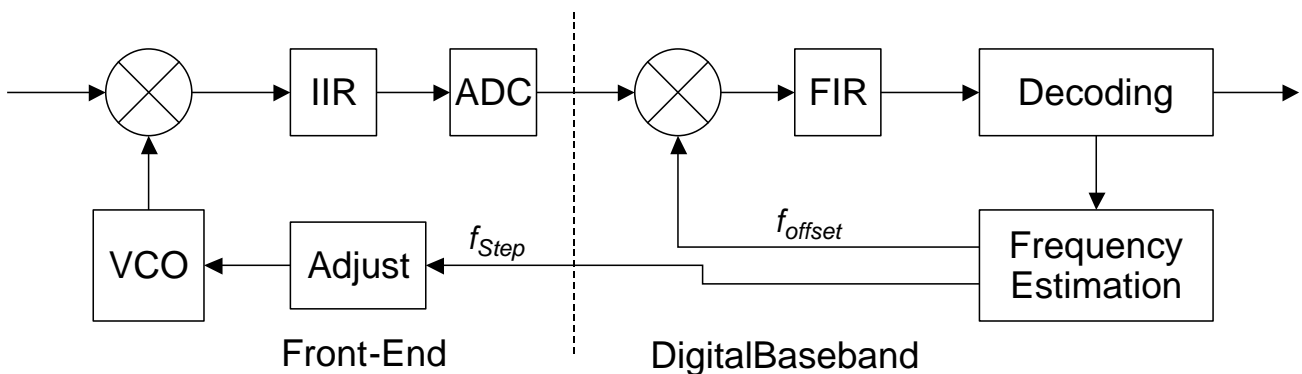 IIR
ADC
FIR
Decoding
VCO
Adjust
f_Step
f_offset
Frequency
Estimation
Front-End
DigitalBaseband